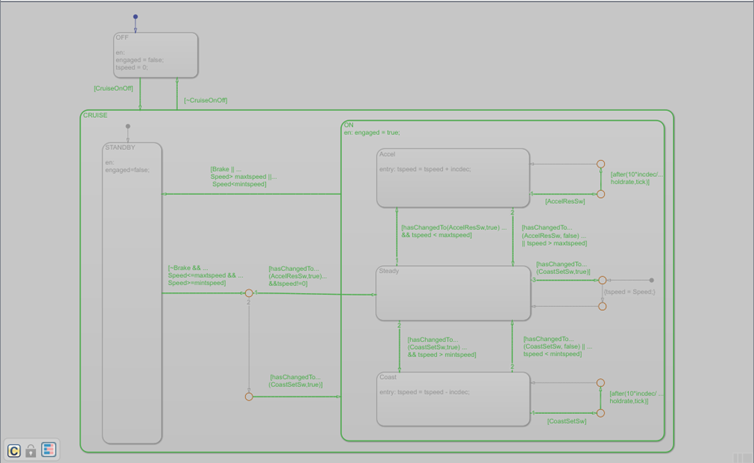 OFF
en:
engaged = false;
tspeed = 0;
[CruiseOnOff]
[~CruiseOnOff]
CRUISE
ON
en: engaged = true;
STANDBY
en:
engaged=false;
Accel
entry: tspeed = tspeed + incdec;
[after(10*incdec/...
holdrate,tick)]
[AccelResSw]
[Brake || ...
Speed> maxtspeed ||...
Speed<mintspeed]
[hasChangedTo(AccelResSw,true) ...
&& tspeed < maxtspeed]
[hasChangedTo...
(AccelResSw, false) ...
|| tspeed > maxtspeed]
[~Brake && ...
Speed<=maxtspeed && ...
Speed>=mintspeed]
[hasChangedTo...
(AccelResSw,true)...
&&tspeed!=0]
Steady
[hasChangedTo...
(CoastSetSw,true)]
{tspeed = Speed;}
2
[hasChangedTo...
(CoastSetSw,true) ...
&& tspeed > mintspeed]
[hasChangedTo...
(CoastSetSw, false) || ...
tspeed < mintspeed]
[hasChangedTo...
(CoastSetSw,true)]
Coast
entry: tspeed = tspeed - incdec;
[after(10*incdec/...
holdrate,tick)]
[CoastSetSw]
C